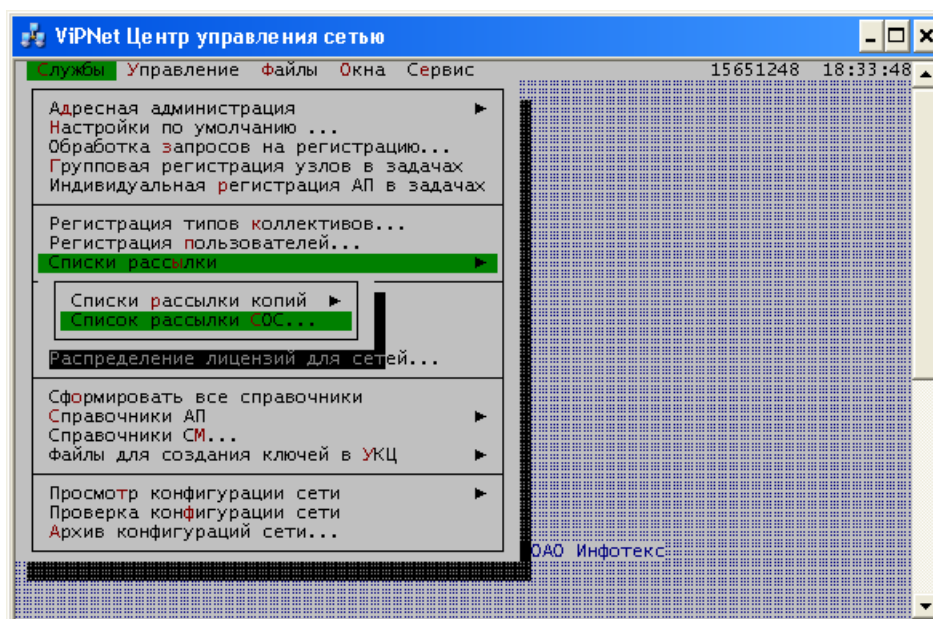 ViPNet Центр управления сетью
Службы Управление Файлы Окна Сервис 15651248 18:33:48
Адресная администрация
Настройки по умолчанию ...
Обработка запросов на регистрацию...
Групповая регистрация узлов в задачах
Индивидуальная регистрация АП в задачах
Регистрация типов коллективов...
Регистрация пользователей...
Списки рассылки
Списки рассылки копий
Список рассылки СОС...
Распределение лицензий для сетей...
Сформировать все справочники
Справочники АП
Справочники СМ...
Файлы для создания ключей в УКЦ
Просмотр конфигурации сети
Проверка конфигурации сети
Архив конфигураций сети...
ОАО Инфотекс